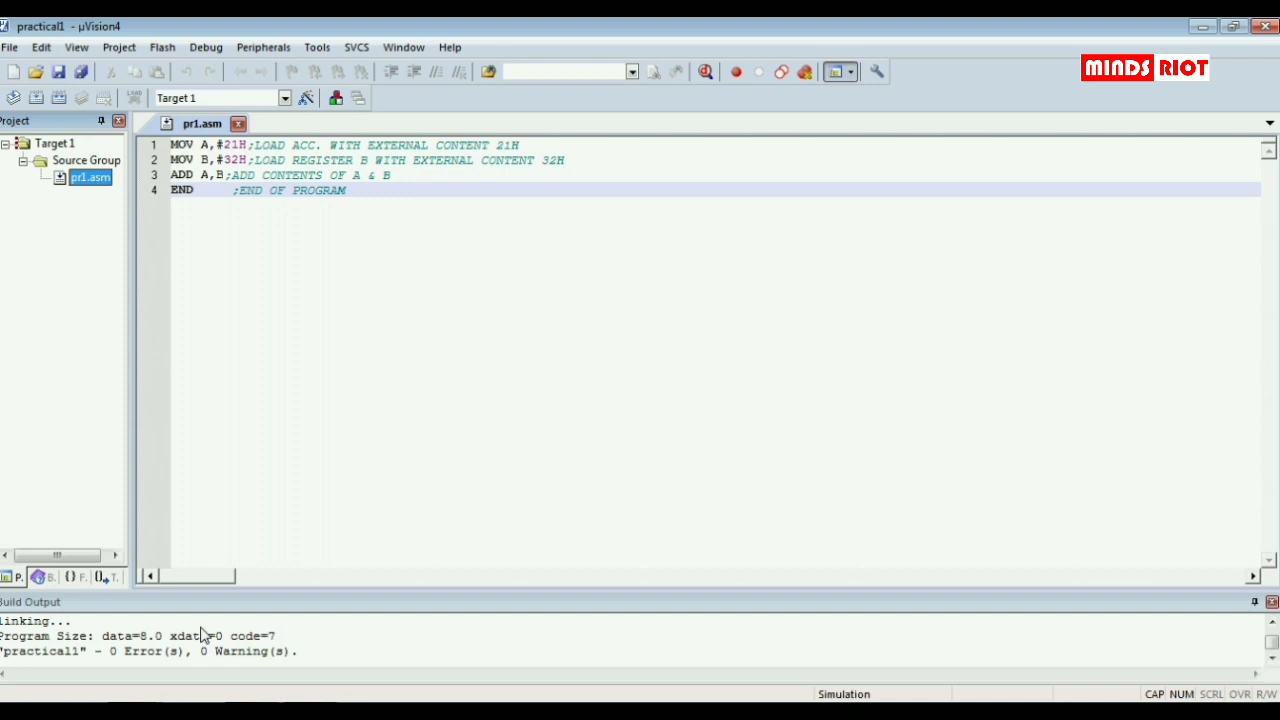 practical1 - µVision4
File Edit View Project Flash Debug Peripherals Tools SVCS Window Help
MINDS RIOT
Target 1
Project
pr1.asm
Target 1
Source Group
pr1.asm
1 MOV A,#21H;LOAD ACC. WITH EXTERNAL CONTENT 21H
2 MOV B,#32H;LOAD REGISTER B WITH EXTERNAL CONTENT 32H
3 ADD A,B;ADD CONTENTS OF A & B
4 END ;END OF PROGRAM
P. B. {} F. T.
Build Output
linking...
Program Size: data=8.0 xdata=0 code=7
"practical1" - 0 Error(s), 0 Warning(s).
Simulation
CAP NUM SCRL OVR R/W